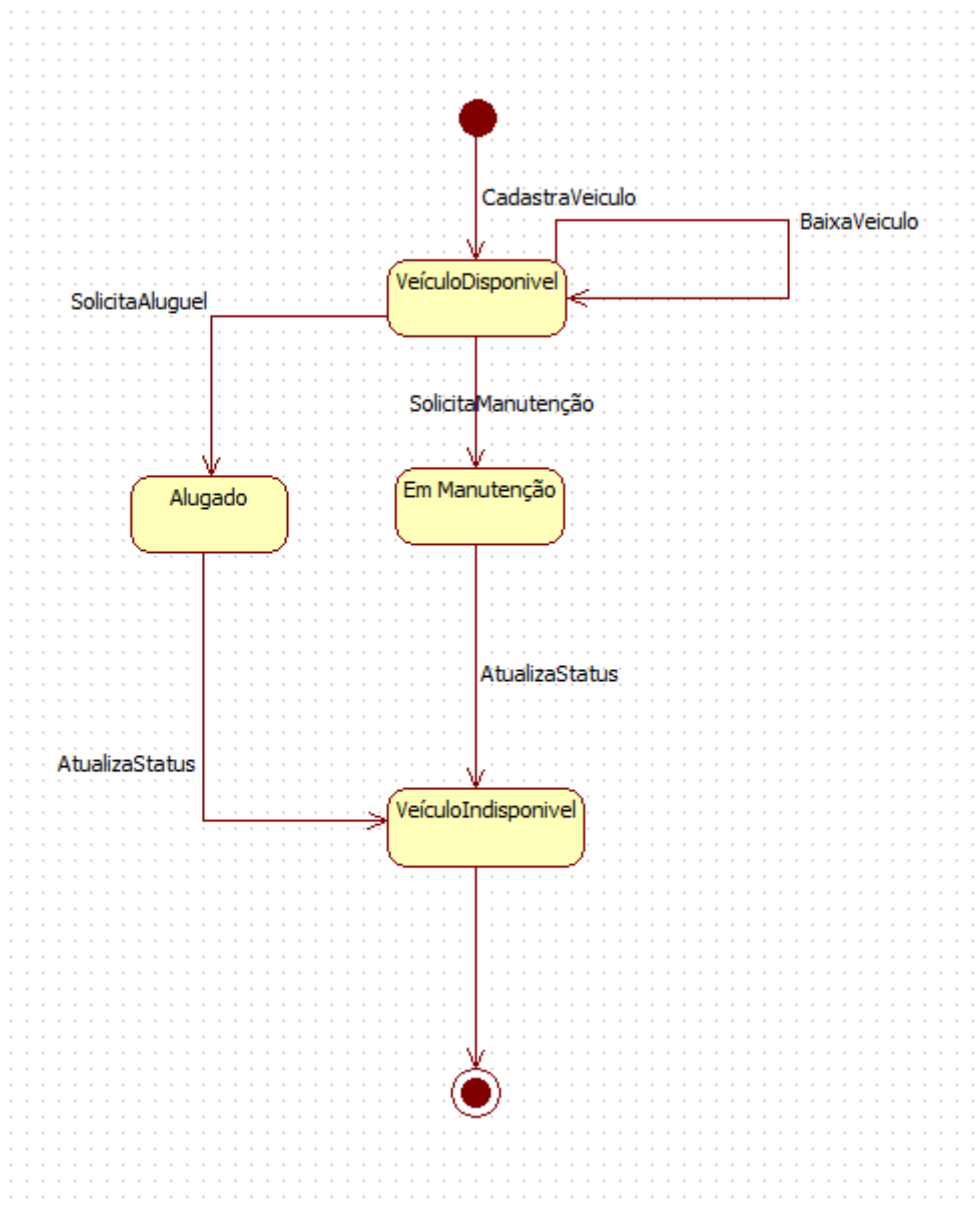 CadastraVeiculo
BaixaVeiculo
VeículoDisponivel
SolicitaAluguel
SolicitaManutenção
Alugado
Em Manutenção
AtualizaStatus
AtualizaStatus
VeículoIndisponivel